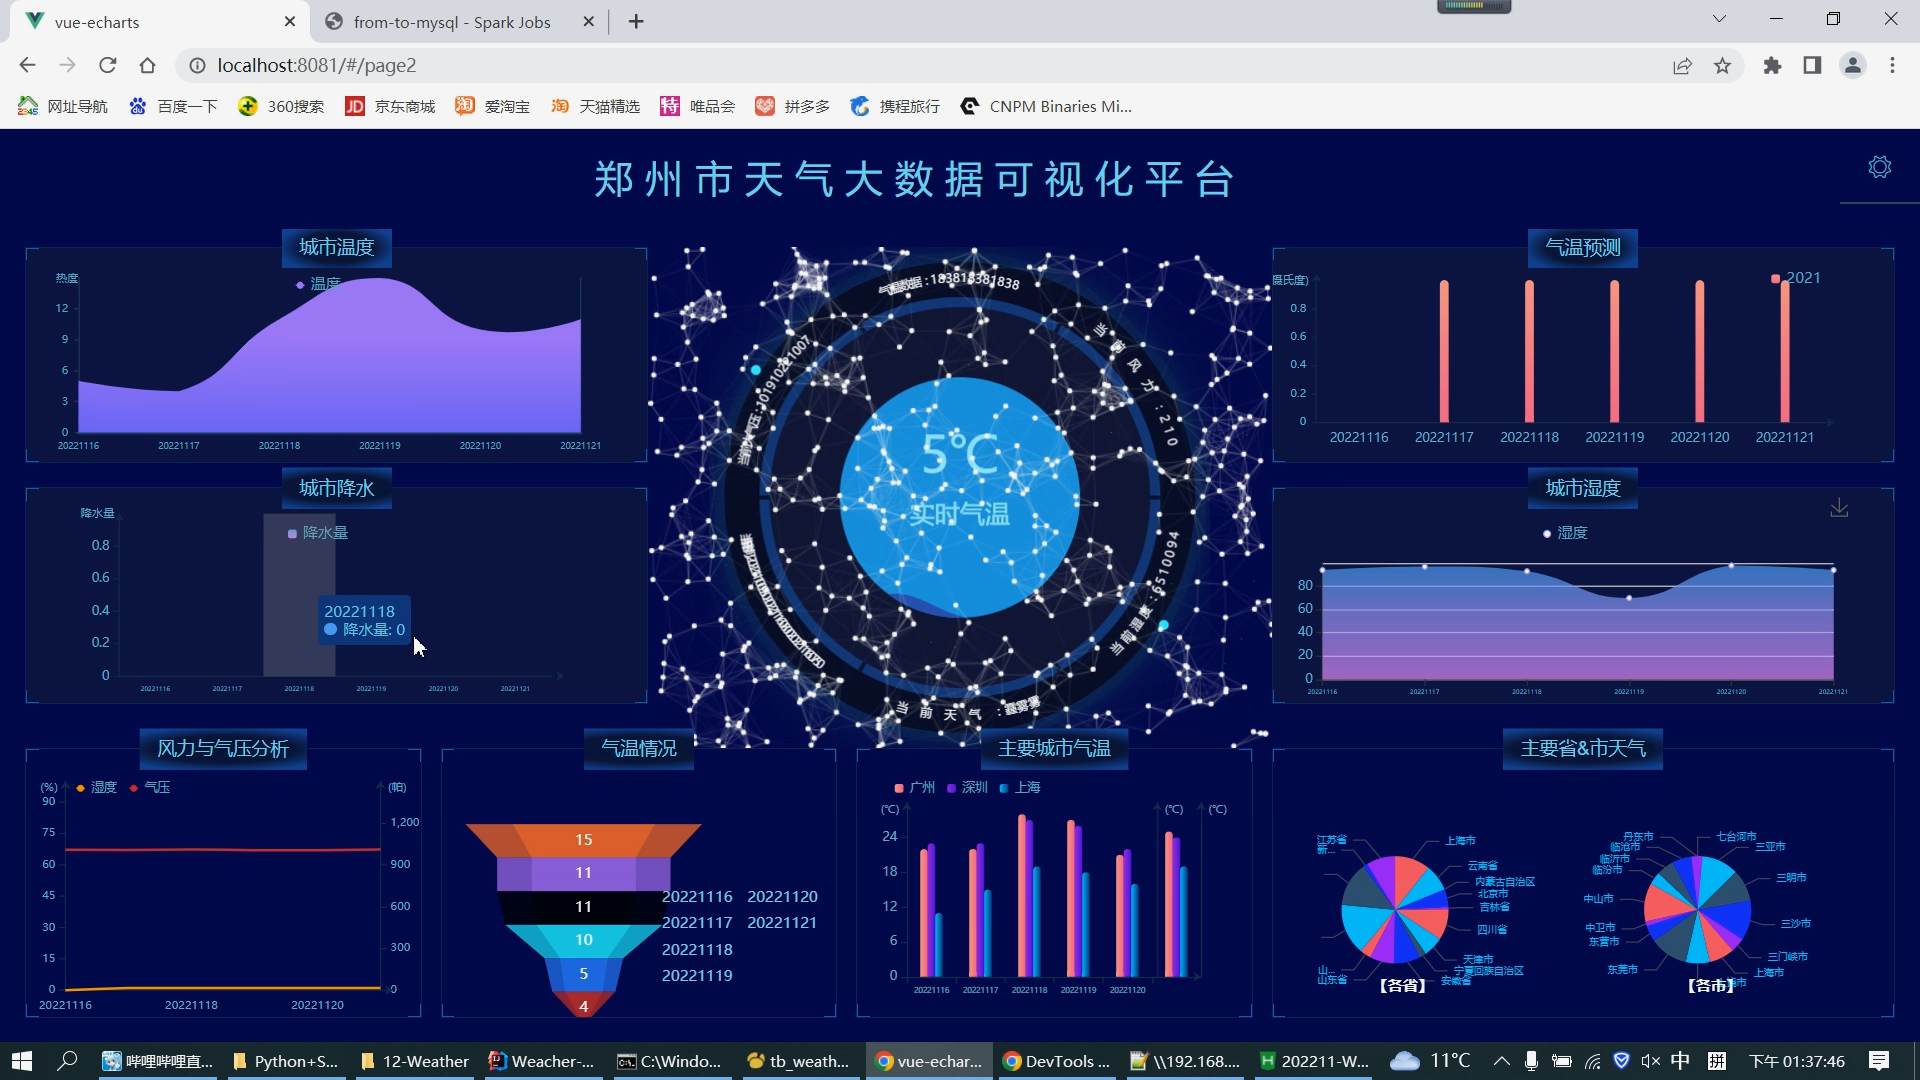 vue-echarts
from-to-mysql - Spark Jobs
localhost:8081/#/page2
网址导航
百度一下
360搜索
京东商城
爱淘宝
天猫精选
唯品会
拼多多
携程旅行
CNPM Binaries Mi...
郑州市天气大数据可视化平台
城市温度
热度
温度
12
9
6
3
0
20221116 20221117 20221118 20221119 20221120 20221121
城市降水
降水量
降水量
0.8
0.6
0.4
0.2
0
20221118
降水量: 0
20221116 20221117 20221118 20221119 20221120 20221121
5℃
实时气温
当前风力:210
当前湿度:6510094
当前天气
气温预测
摄氏度)
2021
0.8
0.6
0.4
0.2
0
20221116 20221117 20221118 20221119 20221120 20221121
城市湿度
湿度
80
60
40
20
0
20221116 20221117 20221118 20221119 20221120 20221121
风力与气压分析
(%) 湿度 气压 (帕)
90
75
60
45
30
15
0
1,200
900
600
300
0
20221116 20221118 20221120
气温情况
15
11
11
10
5
4
20221116 20221120
20221117 20221121
20221118
20221119
主要城市气温
广州 深圳 上海
(℃) (℃) (℃)
24
18
12
6
0
20221116 20221117 20221118 20221119 20221120
主要省&市天气
江苏省
新...
山...
山东省
上海市
云南省
内蒙古自治区
北京市
吉林省
四川省
天津市
宁夏回族自治区
安徽省
【各省】
丹东市
临沧市
临沂市
临汾市
中山市
中卫市
东营市
东莞市
七台河市
三亚市
三明市
三沙市
三门峡市
上海市
【各市】
哔哩哔哩直...
Python+S...
12-Weather
Weacher-...
C:\Windo...
tb_weath...
vue-echar...
DevTools ...
\\192.168....
202211-W...
11°C
中
拼
下午 01:37:46